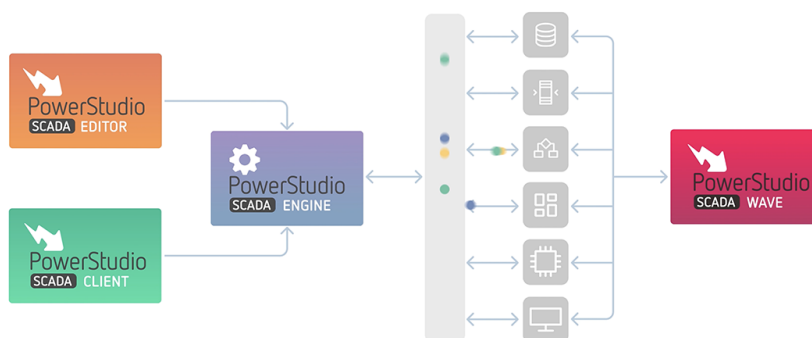 PowerStudio
SCADA EDITOR
PowerStudio
SCADA ENGINE
PowerStudio
SCADA CLIENT
PowerStudio
SCADA WAVE